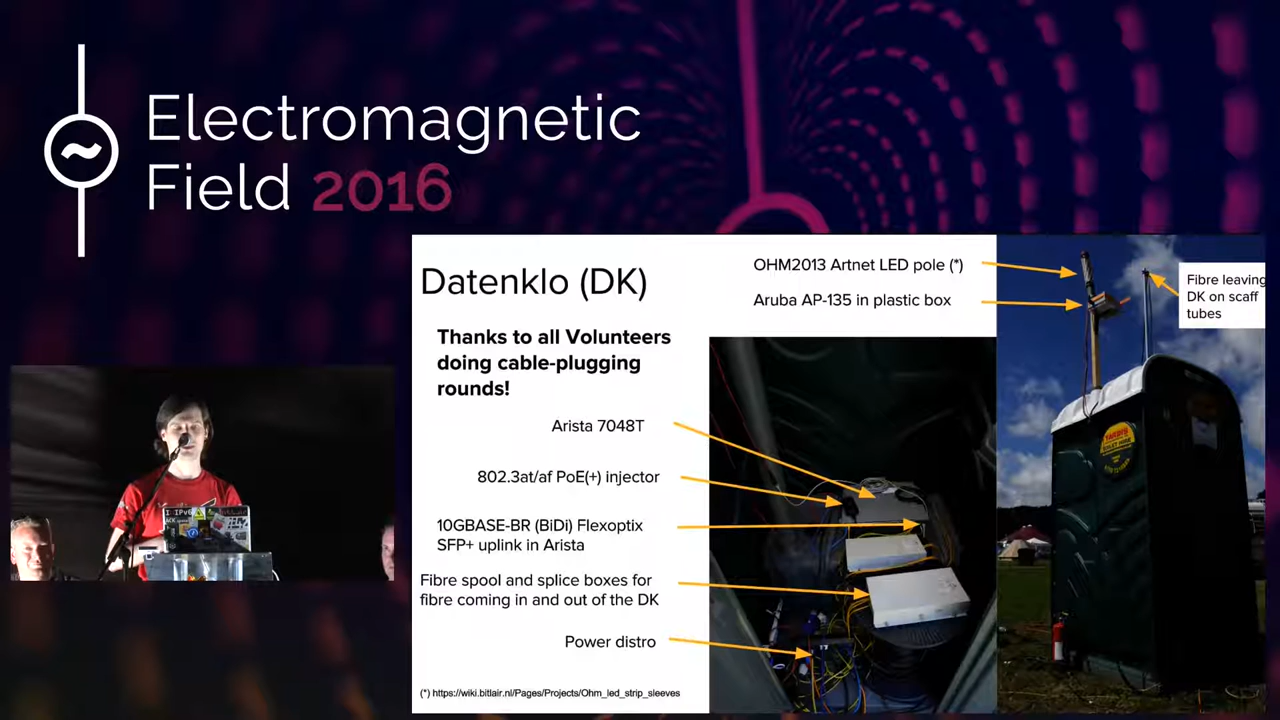 Electromagnetic
Field 2016
Datenklo (DK)
Thanks to all Volunteers
doing cable-plugging
rounds!
OHM2013 Artnet LED pole (*)
Aruba AP-135 in plastic box
Fibre leaving
DK on scaff
tubes
Arista 7048T
802.3at/af PoE(+) injector
10GBASE-BR (BiDi) Flexoptix
SFP+ uplink in Arista
Fibre spool and splice boxes for
fibre coming in and out of the DK
Power distro
(*) https://wiki.bitlair.nl/Pages/Projects/Ohm_led_strip_sleeves
I IPv6
ACK